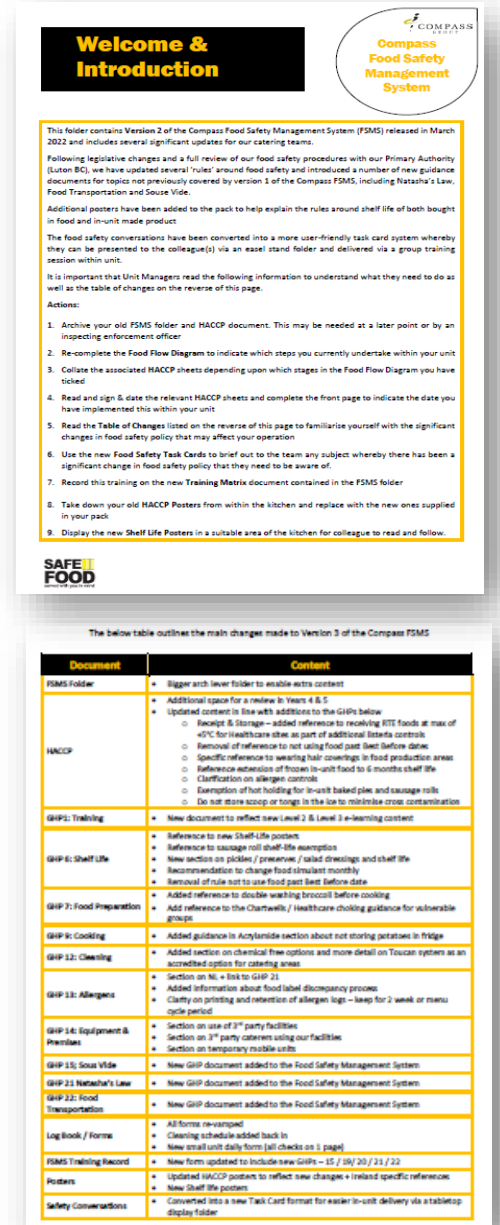 Welcome &
Introduction
COMPASS
GROUP
Compass
Food Safety
Management
System
This folder contains Version 2 of the Compass Food Safety Management System (FSMS) released in March
2022 and includes several significant updates for our catering teams.
Following legislative changes and a full review of our food safety procedures with our Primary Authority
(Luton BC), we have updated several 'rules' around food safety and introduced a number of new guidance
documents for topics not previously covered by version 1 of the Compass FSMS, including Natasha's Law,
Food Transportation and Souse Vide.
Additional posters have been added to the pack to help explain the rules around shelf life of both bought
in food and in-unit made product
The food safety conversations have been converted into a more user-friendly task card system whereby
they can be presented to the colleague(s) via an easel stand folder and delivered via a group training
session within unit.
It is important that Unit Managers read the following information to understand what they need to do as
well as the table of changes on the reverse of this page.
Actions:
1. Archive your old FSMS folder and HACCP document. This may be needed at a later point or by an
inspecting enforcement officer
2. Re-complete the Food Flow Diagram to indicate which steps you currently undertake within your unit
3. Collate the associated HACCP sheets depending upon which stages in the Food Flow Diagram you have
ticked
4. Read and sign & date the relevant HACCP sheets and complete the front page to indicate the date you
have implemented this within your unit
5. Read the Table of Changes listed on the reverse of this page to familiarise yourself with the significant
changes in food safety policy that may affect your operation
6. Use the new Food Safety Task Cards to brief out to the team any subject whereby there has been a
significant change in food safety policy that they need to be aware of.
7. Record this training on the new Training Matrix document contained in the FSMS folder
8. Take down your old HACCP Posters from within the kitchen and replace with the new ones supplied
in your pack
9. Display the new Shelf Life Posters in a suitable area of the kitchen for colleague to read and follow.
SAFE
FOOD
The below table outlines the main changes made to Version 3 of the Compass FSMS
Document Content
FSMS Folder • Bigger arch lever folder to enable extra content
HACCP • Additional space for a review in Years 4 & 5
• Updated content in line with additions to the GHPs below
o Receipt & Storage – added reference to receiving RTE foods at max of
+5°C for Healthcare sites as part of additional listeria controls
o Removal of reference to not using food past Best Before dates
o Specific reference to wearing hair coverings in food production areas
o Reference extension of frozen in-unit food to 6 months shelf life
o Clarification on allergen controls
o Exemption of hot holding for in-unit baked pies and sausage rolls
o Do not store scoop or tongs in the ice to minimise cross contamination
GHP1: Training • New document to reflect new Level 2 & Level 3 e-learning content
GHP 6: Shelf Life • Reference to new Shelf-Life posters
• Reference to sausage roll shelf-life exemption
• New section on pickles / preserves / salad dressings and shelf life
• Recommendation to change food simulant monthly
• Removal of rule not to use food past Best Before date
GHP 7: Food Preparation • Added reference to double washing broccoli before cooking
• Add reference to the Chartwells / Healthcare choking guidance for vulnerable
groups
GHP 9: Cooking • Added guidance in Acrylamide section about not storing potatoes in fridge
GHP 12: Cleaning • Added section on chemical free options and more detail on Toucan system as an
accredited option for catering areas
GHP 13: Allergens • Section on NL + link to GHP 21
• Added information about food label discrepancy process
• Clarity on printing and retention of allergen logs – keep for 2 week or menu
cycle period
GHP 14: Equipment &
Premises • Section on use of 3rd party facilities
• Section on 3rd party caterers using our facilities
• Section on temporary mobile units
GHP 15; Sous Vide • New GHP document added to the Food Safety Management System
GHP 21 Natasha's Law • New GHP document added to the Food Safety Management System
GHP 22: Food
Transportation • New GHP document added to the Food Safety Management System
Log Book / Forms • All forms re-vamped
• Cleaning schedule added back in
• New small unit daily form (all checks on 1 page)
FSMS Training Record • New form updated to include new GHPs – 15 / 19/ 20 / 21 / 22
Posters • Updated HACCP posters to reflect new changes + Ireland specific references
• New Shelf life posters
Safety Conversations • Converted into a new Task Card format for easier in-unit delivery via a tabletop
display folder